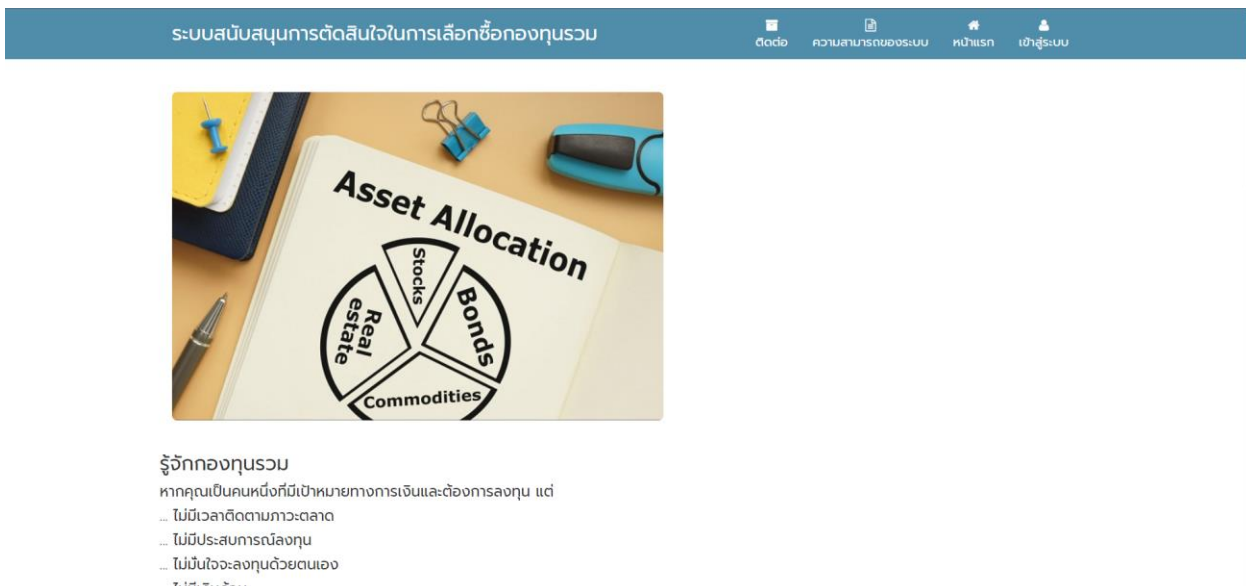 ระบบสนับสนุนการตัดสินใจในการเลือกซื้อกองทุนรวม
ติดต่อ
ความสามารถของระบบ
หน้าแรก
เข้าสู่ระบบ
Asset Allocation
Stocks
Bonds
Real
estate
Commodities
รู้จักกองทุนรวม
หากคุณเป็นคนหนึ่งที่มีเป้าหมายทางการเงินและต้องการลงทุน แต่
... ไม่มีเวลาติดตามภาวะตลาด
... ไม่มีประสบการณ์ลงทุน
... ไม่มั่นใจจะลงทุนด้วยตนเอง